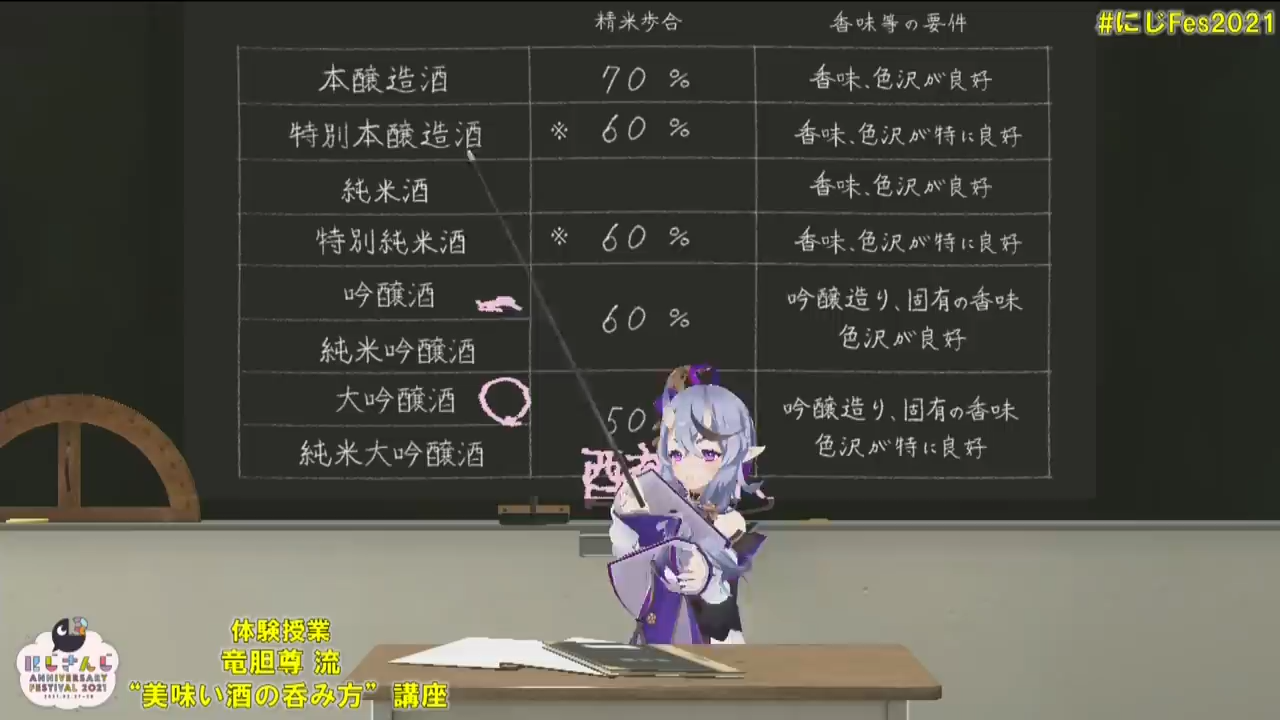 #にじFes2021
精米歩合 香味等の要件
本醸造酒 70 % 香味、色沢が良好
特別本醸造酒 ※ 60 % 香味、色沢が特に良好
純米酒 香味、色沢が良好
特別純米酒 ※ 60 % 香味、色沢が特に良好
吟醸酒
純米吟醸酒
60 %
吟醸造り、固有の香味
色沢が良好
大吟醸酒
純米大吟醸酒
50
吟醸造り、固有の香味
色沢が特に良好
にじさんじ
ANNIVERSARY
FESTIVAL 2021
体験授業
竜胆尊 流
“美味い酒の呑み方” 講座